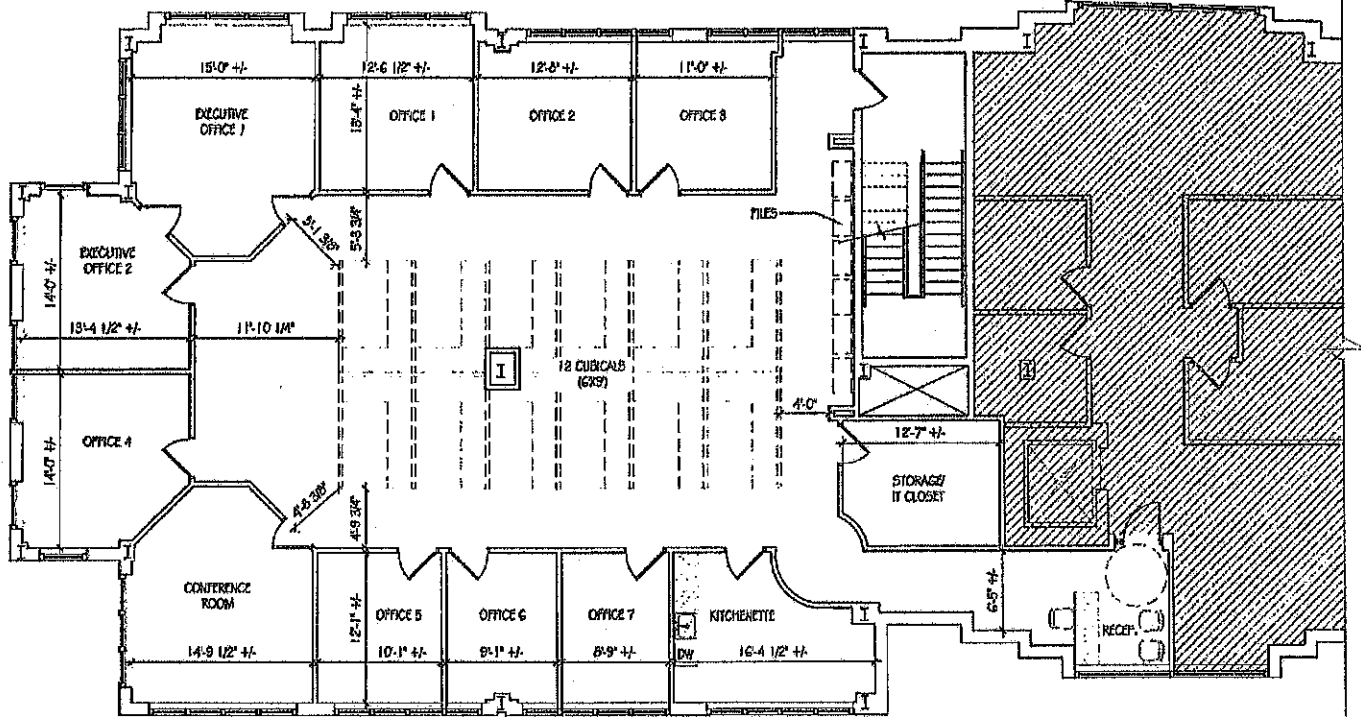 15'-0" +/-
12'-6 1/2" +/-
12'-8" +/-
11'-0" +/-
EXECUTIVE
OFFICE 1
13'-4" +/-
OFFICE 1
OFFICE 2
OFFICE 3
FILES
5'-1 3/8"
5'-8 3/4"
EXECUTIVE
OFFICE 2
14'-0" +/-
13'-4 1/2" +/-
11'-10 1/4"
12 CUBICALS
(6X9')
4'-0"
OFFICE 4
14'-0" +/-
12'-7" +/-
STORAGE/
IT CLOSET
4'-8 3/8"
4'-9 3/4"
CONFERENCE
ROOM
12'-1" +/-
OFFICE 5
OFFICE 6
OFFICE 7
KITCHENETTE
6'-5" +/-
RECEP.
14'-9 1/2" +/-
10'-1" +/-
9'-1" +/-
8'-9" +/-
DW
16'-4 1/2" +/-